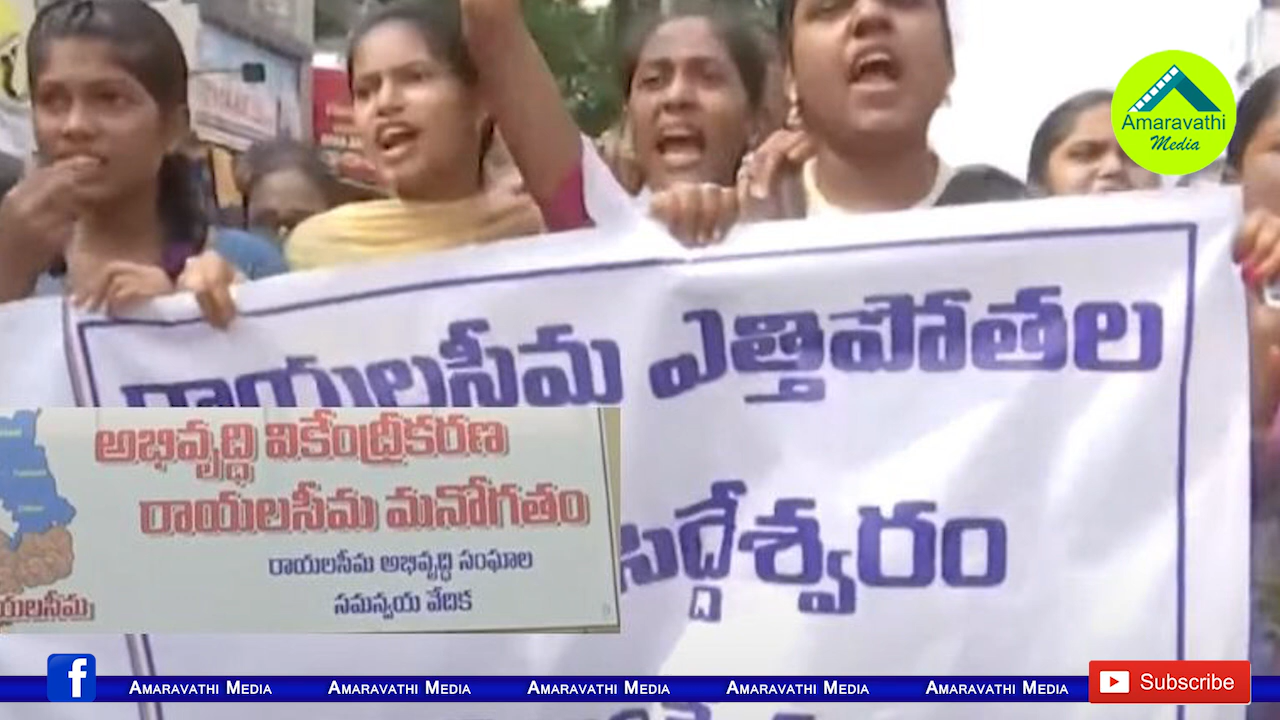 Amaravathi
Media
రాయలసీమ ఎత్తిపోతల
సుద్దేశ్వరం
అభివృద్ధి వికేంద్రీకరణ
రాయలసీమ మనోగతం
రాయలసీమ అభివృద్ధి సంఘాల
సమన్వయ వేదిక
f AMARAVATHI MEDIA AMARAVATHI MEDIA AMARAVATHI MEDIA AMARAVATHI MEDIA AMARAVATHI MEDIA Subscribe